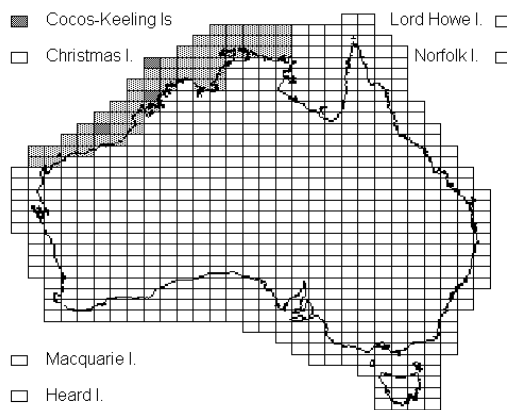 Cocos-Keeling Is
Lord Howe I.
Christmas I.
Norfolk I.
Macquarie I.
Heard I.